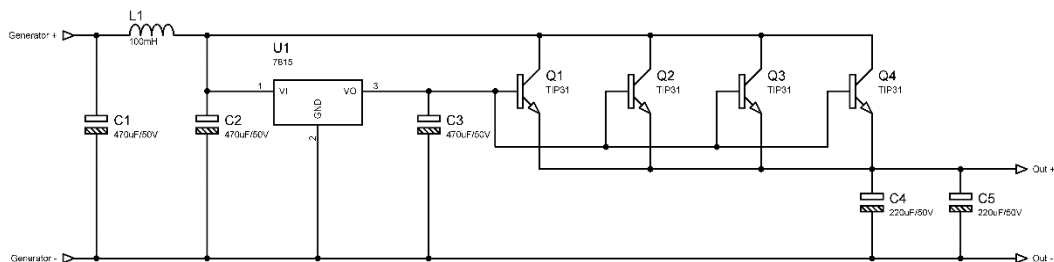 Generator +
L1
100mH
U1
7815
1
VI
VO
3
GND
2
Q1
TIP31
Q2
TIP31
Q3
TIP31
Q4
TIP31
C1
470uF/50V
C2
470uF/50V
C3
470uF/50V
Out +
C4
220uF/50V
C5
220uF/50V
Generator -
Out -